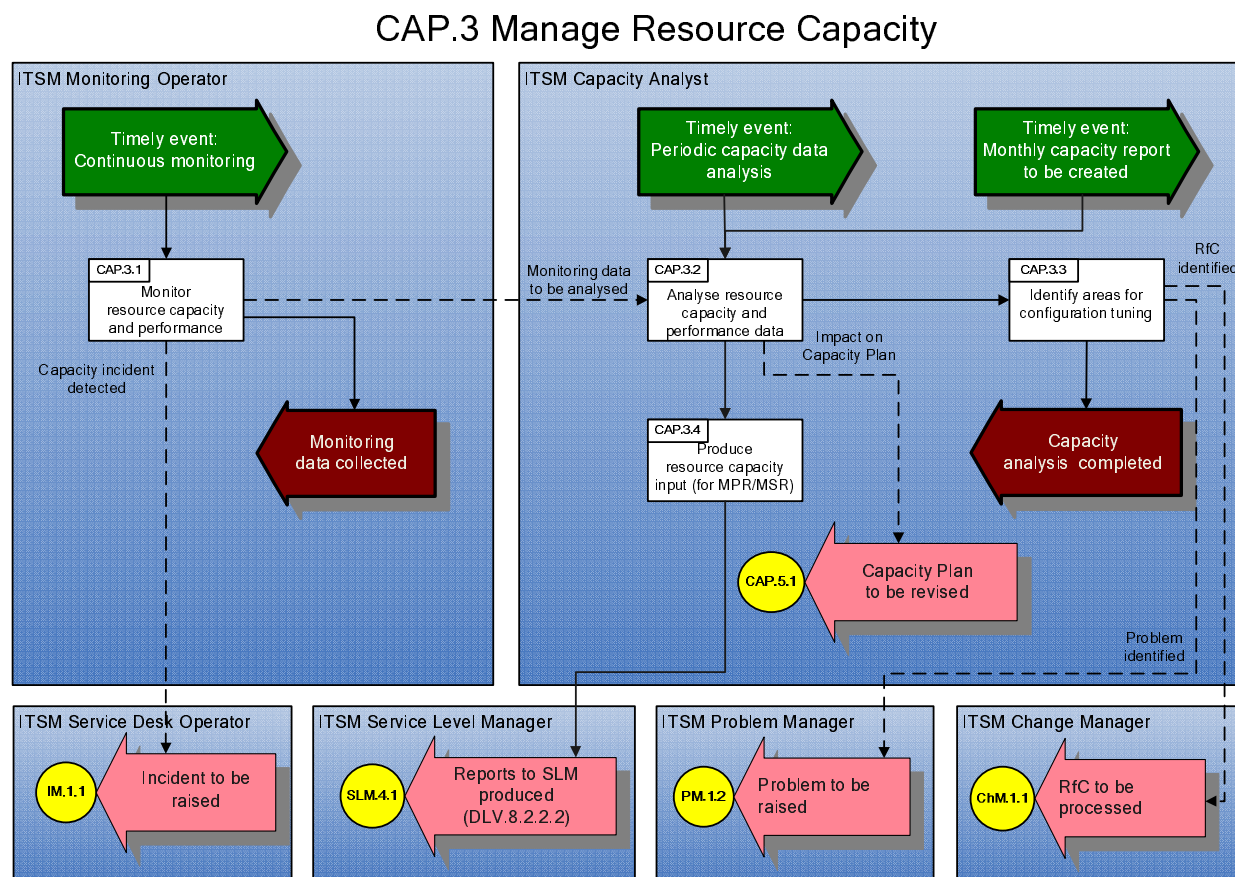 CAP.3 Manage Resource Capacity
ITSM Monitoring Operator
Timely event:
Continuous monitoring
CAP.3.1
Monitor
resource capacity
and performance
Capacity incident
detected
Monitoring
data collected
Monitoring data
to be analysed
ITSM Capacity Analyst
Timely event:
Periodic capacity data
analysis
Timely event:
Monthly capacity report
to be created
CAP.3.2
Analyse resource
capacity and
performance data
CAP.3.3
Identify areas for
configuration tuning
RfC
identified
Impact on
Capacity Plan
CAP.3.4
Produce
resource capacity
input (for MPR/MSR)
Capacity
analysis completed
CAP.5.1
Capacity Plan
to be revised
Problem
identified
ITSM Service Desk Operator
IM.1.1
Incident to be
raised
ITSM Service Level Manager
SLM.4.1
Reports to SLM
produced
(DLV.8.2.2.2)
ITSM Problem Manager
PM.1.2
Problem to be
raised
ITSM Change Manager
ChM.1.1
RfC to be
processed